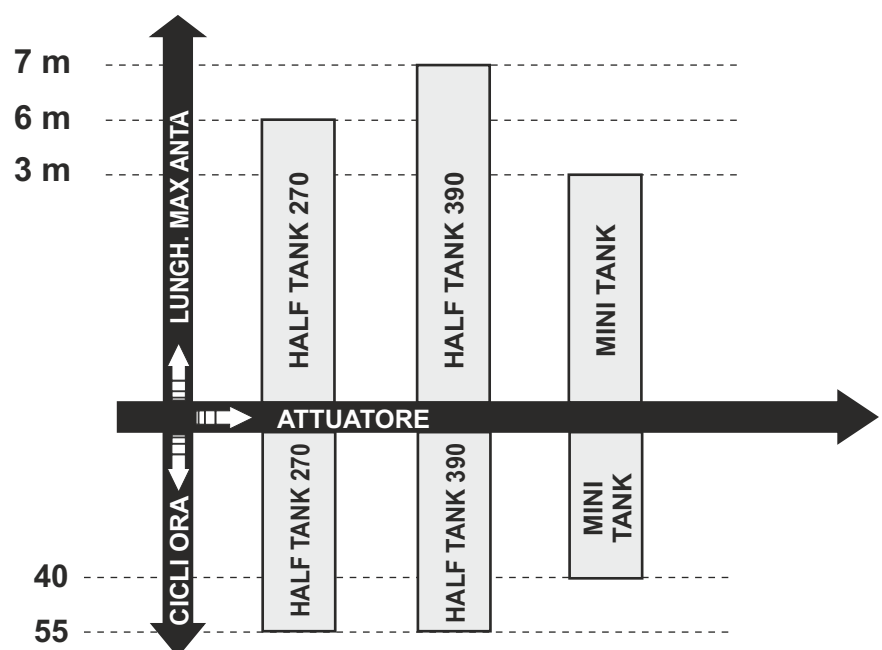 7 m
6 m
3 m
LUNGH. MAX ANTA
HALF TANK 270
HALF TANK 390
MINI TANK
ATTUATORE
CICLI ORA
HALF TANK 270
HALF TANK 390
MINI
TANK
40
55